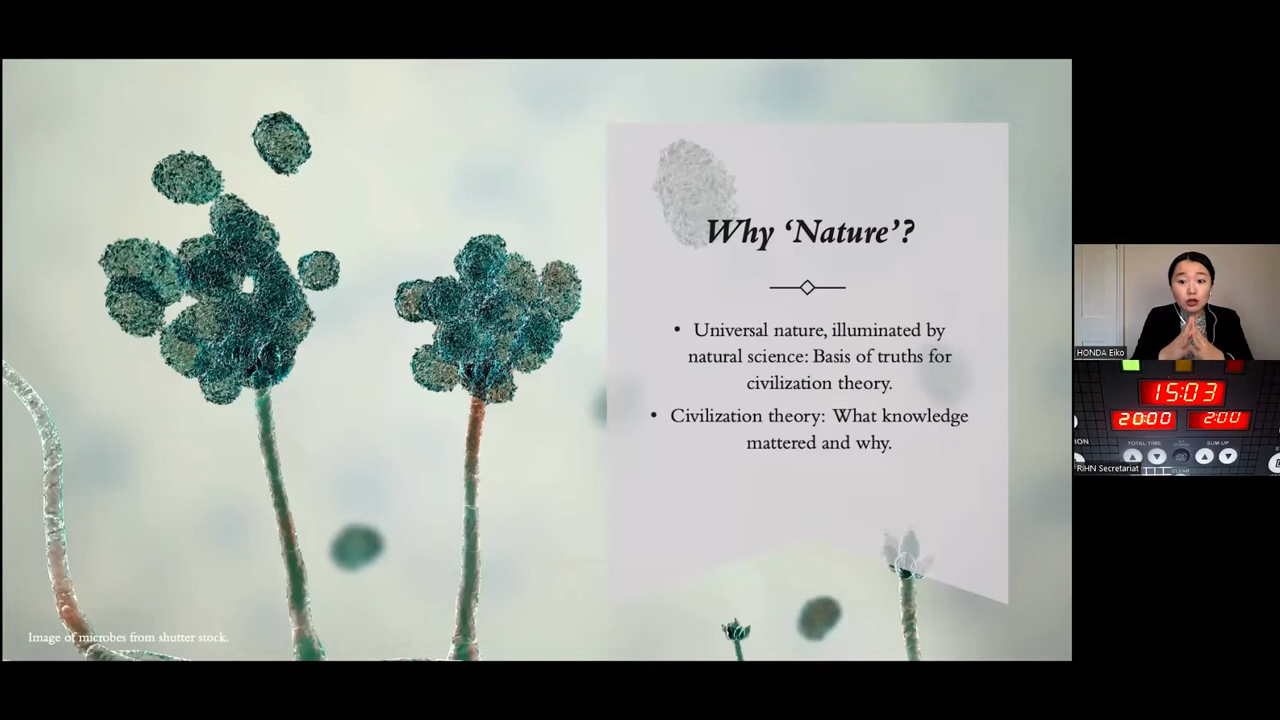 Why ‘Nature’?
• Universal nature, illuminated by
natural science: Basis of truths for
civilization theory.
• Civilization theory: What knowledge
mattered and why.
Image of microbes from shutter stock.
HONDA Eiko
15:03
20:00 2:00
TOTAL TIME SUM-UP
CLEAR
RIHN Secretariat